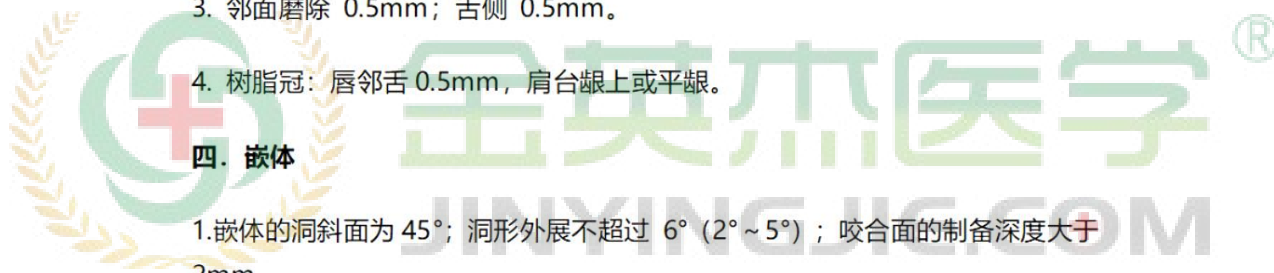 3. 邻面磨除 0.5mm；舌侧 0.5mm。
金英杰医学®
4. 树脂冠：唇邻舌 0.5mm，肩台龈上或平龈。
四．嵌体
JINYINGJIE.COM
1.嵌体的洞斜面为 45°；洞形外展不超过 6°（2°～5°）；咬合面的制备深度大于
2mm